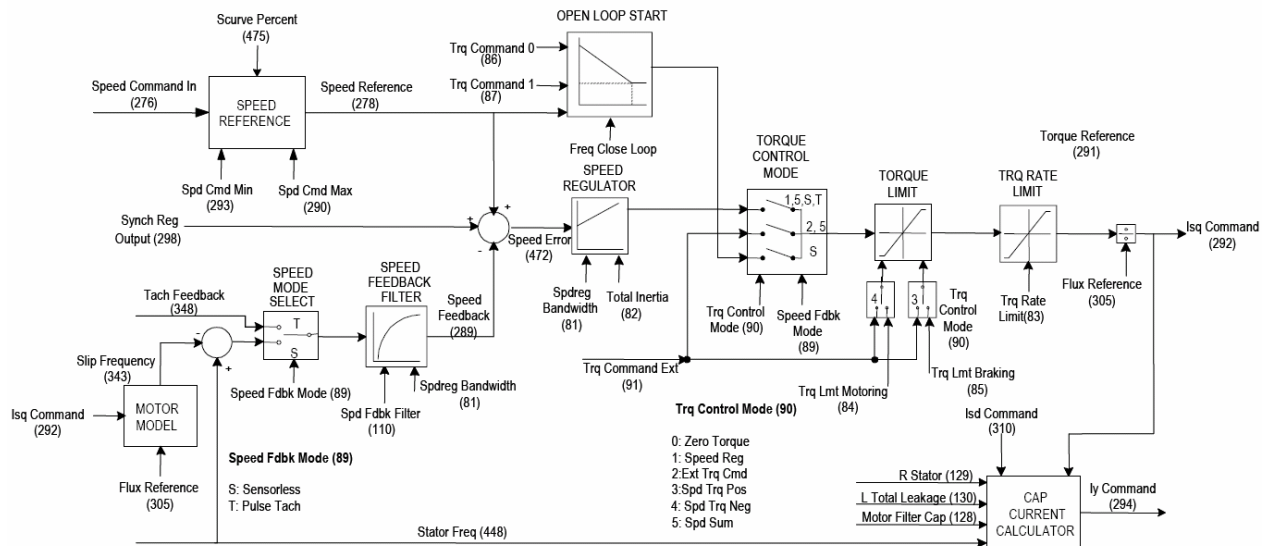 Scurve Percent
(475)
Speed Command In
(276)
SPEED
REFERENCE
Speed Reference
(278)
Spd Cmd Min
(293)
Spd Cmd Max
(290)
OPEN LOOP START
Trq Command 0
(86)
Trq Command 1
(87)
Freq Close Loop
Synch Reg
Output (298)
+
+
-
Speed Error
(472)
SPEED
REGULATOR
Spdreg
Bandwidth
(81)
Total Inertia
(82)
TORQUE
CONTROL
MODE
1,5,S,T
2, 5
S
Trq Control
Mode (90)
Speed Fdbk
Mode
(89)
TORQUE
LIMIT
TRQ RATE
LIMIT
Torque Reference
(291)
Isq Command
(292)
÷
Flux Reference
(305)
Trq Rate
Limit(83)
4
3
Trq
Control
Mode
(90)
Trq Command Ext
(91)
Trq Lmt Motoring
(84)
Trq Lmt Braking
(85)
Tach Feedback
(348)
SPEED
MODE
SELECT
T
S
SPEED
FEEDBACK
FILTER
Speed
Feedback
(289)
-
+
Slip Frequency
(343)
Speed Fdbk Mode (89)
Spdreg Bandwidth
(81)
Spd Fdbk Filter
(110)
Isq Command
(292)
MOTOR
MODEL
Flux Reference
(305)
Speed Fdbk Mode (89)
S: Sensorless
T: Pulse Tach
Trq Control Mode (90)
0: Zero Torque
1: Speed Reg
2:Ext Trq Cmd
3:Spd Trq Pos
4: Spd Trq Neg
5: Spd Sum
Isd Command
(310)
R Stator (129)
L Total Leakage (130)
Motor Filter Cap (128)
Stator Freq (448)
CAP
CURRENT
CALCULATOR
Iy Command
(294)